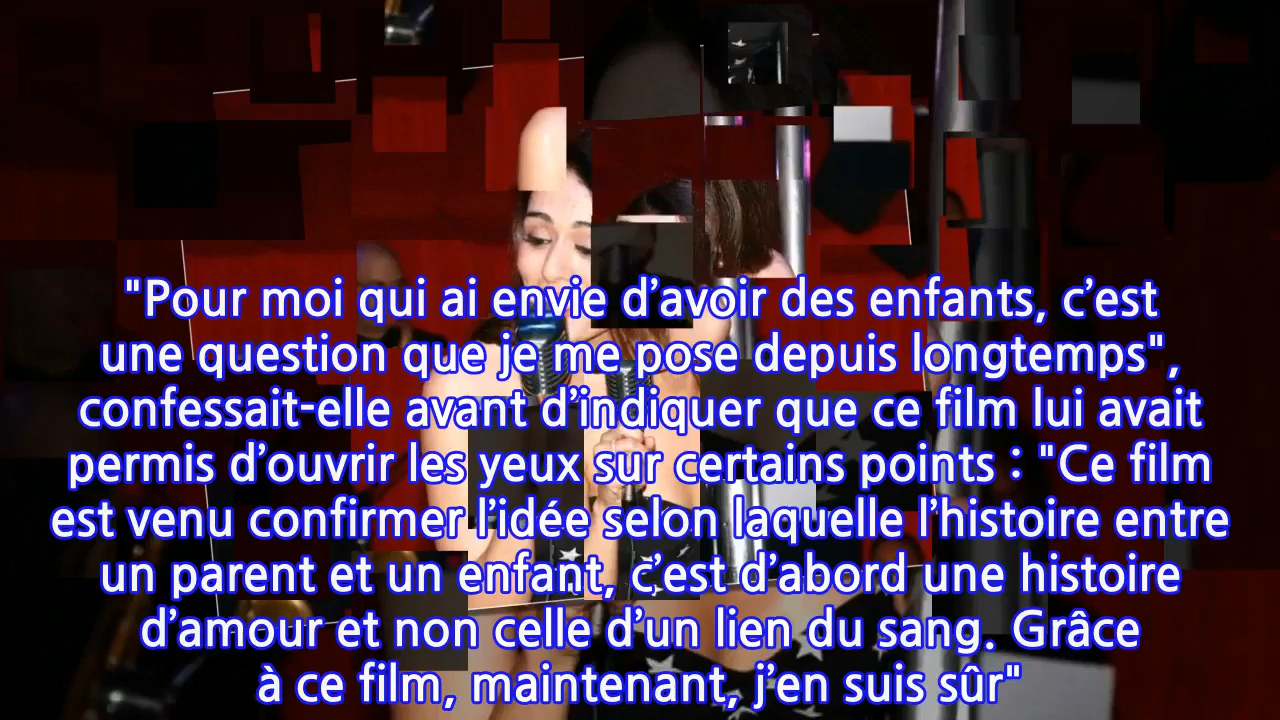 "Pour moi qui ai envie d’avoir des enfants, c’est
une question que je me pose depuis longtemps",
confessait-elle avant d’indiquer que ce film lui avait
permis d’ouvrir les yeux sur certains points : "Ce film
est venu confirmer l’idée selon laquelle l’histoire entre
un parent et un enfant, c’est d’abord une histoire
d’amour et non celle d’un lien du sang. Grâce
à ce film, maintenant, j’en suis sûr"